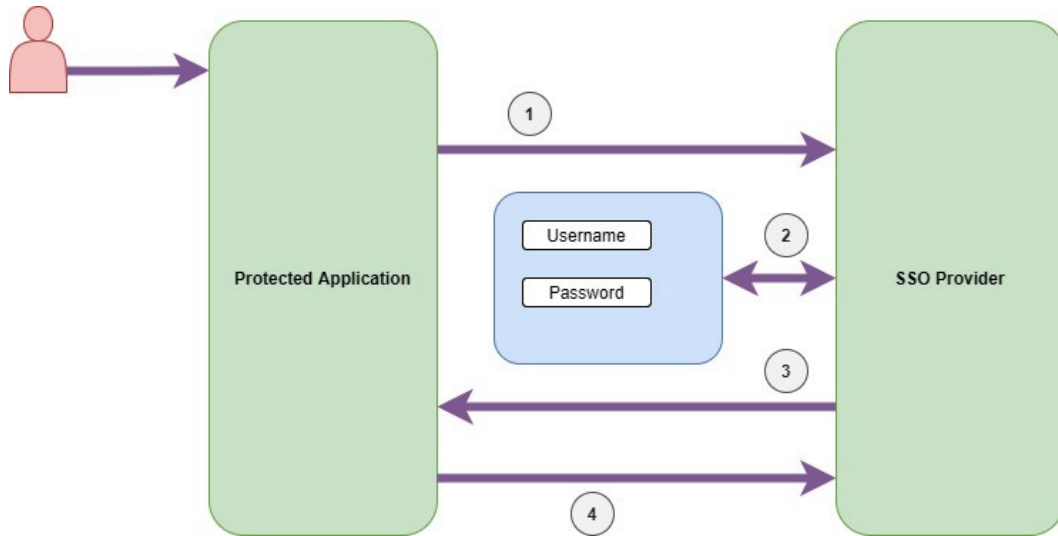 1
Username
2
Protected Application
SSO Provider
Password
3
4